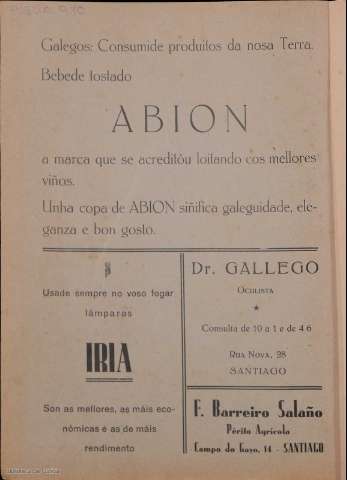 Galegos: Consumide produitos da nosa Terra.
Bebede tostado
ABION
a marca que se acreditóu loitando cos mellores
viños.
Unha copa de ABION siñifica galeguidade, ele-
ganza e bon gosto.
Usade sempre no voso fogar
lámparas
IRIA
Son as mellores, as máis eco-
nómicas e as de máis
rendimento
Dr. GALLEGO
Oculista
Consulta de 10 a 1 e de 4 6
Rua Nova, 28
SANTIAGO
F. Barreiro Salaño
Périto Agrícola
Campo do Gayo, 14 - SANTIAGO